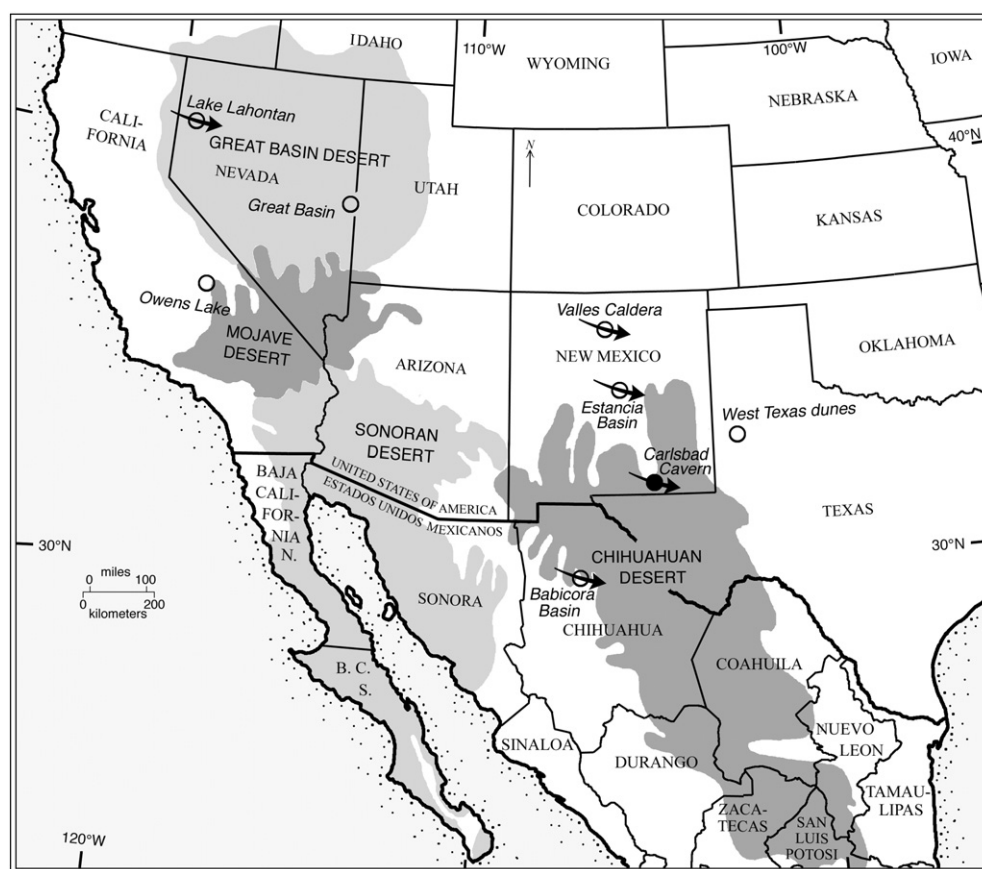 IDAHO
110°W
WYOMING
100°W
IOWA
NEBRASKA
40°N
Lake Lahontan
CALI-
FORNIA
GREAT BASIN DESERT
NEVADA
N
UTAH
Great Basin
COLORADO
KANSAS
Owens Lake
MOJAVE
DESERT
ARIZONA
Valles Caldera
NEW MEXICO
OKLAHOMA
Estancia
Basin
West Texas dunes
SONORAN
DESERT
Carlsbad
Cavern
UNITED STATES OF AMERICA
ESTADOS UNIDOS MEXICANOS
BAJA
CALI-
FOR-
NIA
N.
TEXAS
30°N
30°N
CHIHUAHUAN
DESERT
0 miles 100
0 kilometers 200
SONORA
Babicora
Basin
CHIHUAHUA
COAHUILA
B. C.
S.
NUEVO
LEON
SINALOA
DURANGO
TAMAU-
LIPAS
ZACA-
TECAS
SAN
LUIS
POTOSI
120°W